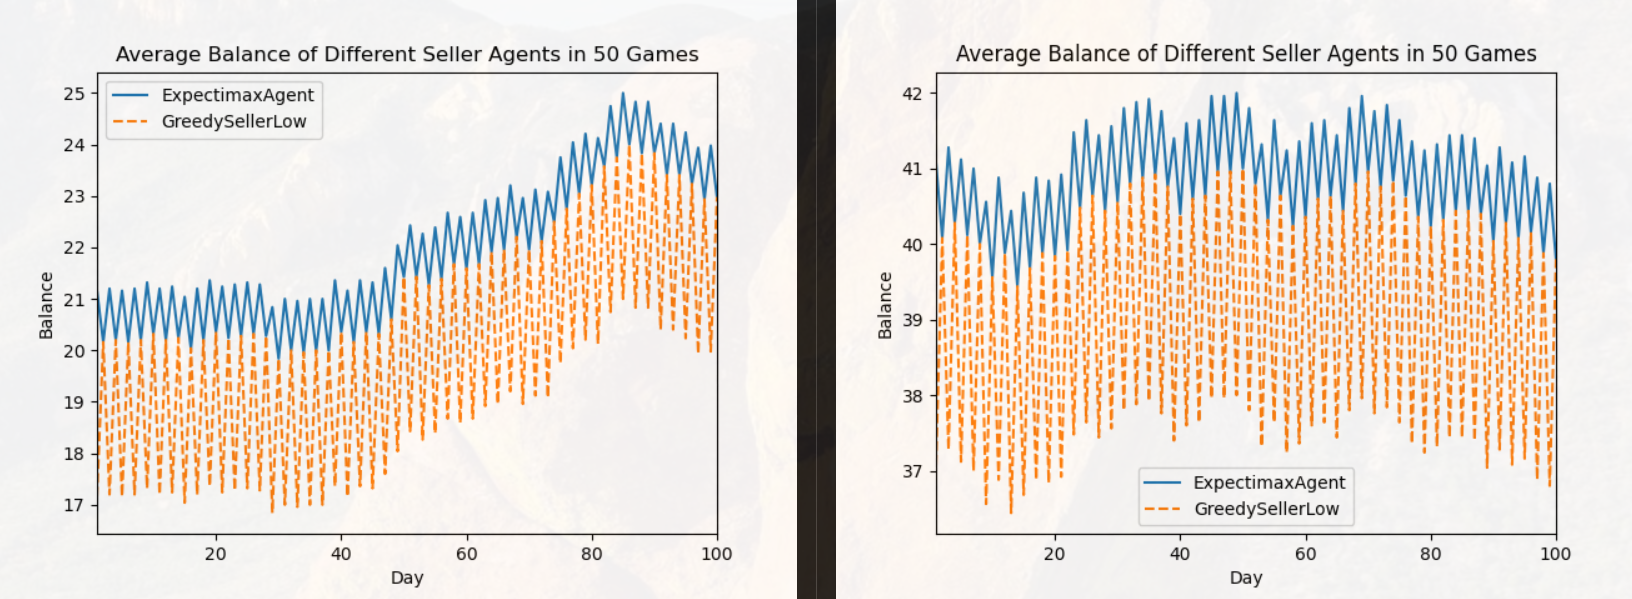 Average Balance of Different Seller Agents in 50 Games
25
24
23
22
21
20
19
18
17
Balance
ExpectimaxAgent
GreedySellerLow
20 40 60 80 100
Day
Average Balance of Different Seller Agents in 50 Games
42
41
40
39
38
37
Balance
ExpectimaxAgent
GreedySellerLow
20 40 60 80 100
Day